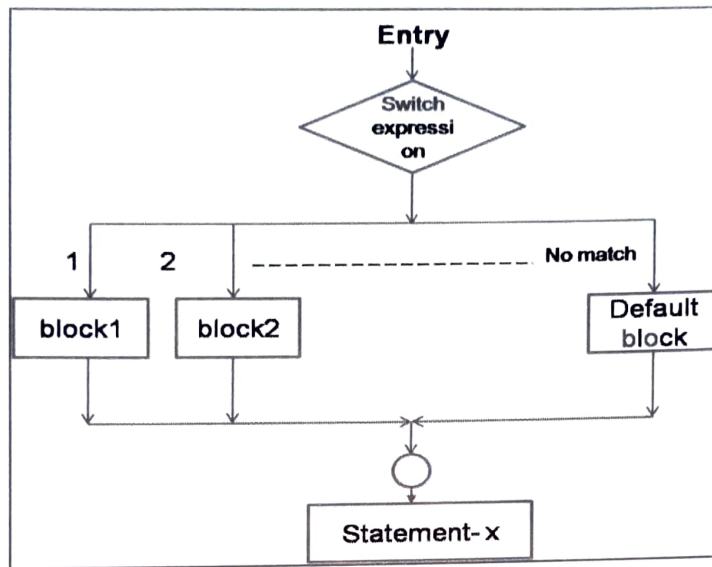 Entry
Switch
expressi
on
1
2
No match
block1
block2
Default
block
Statement-x